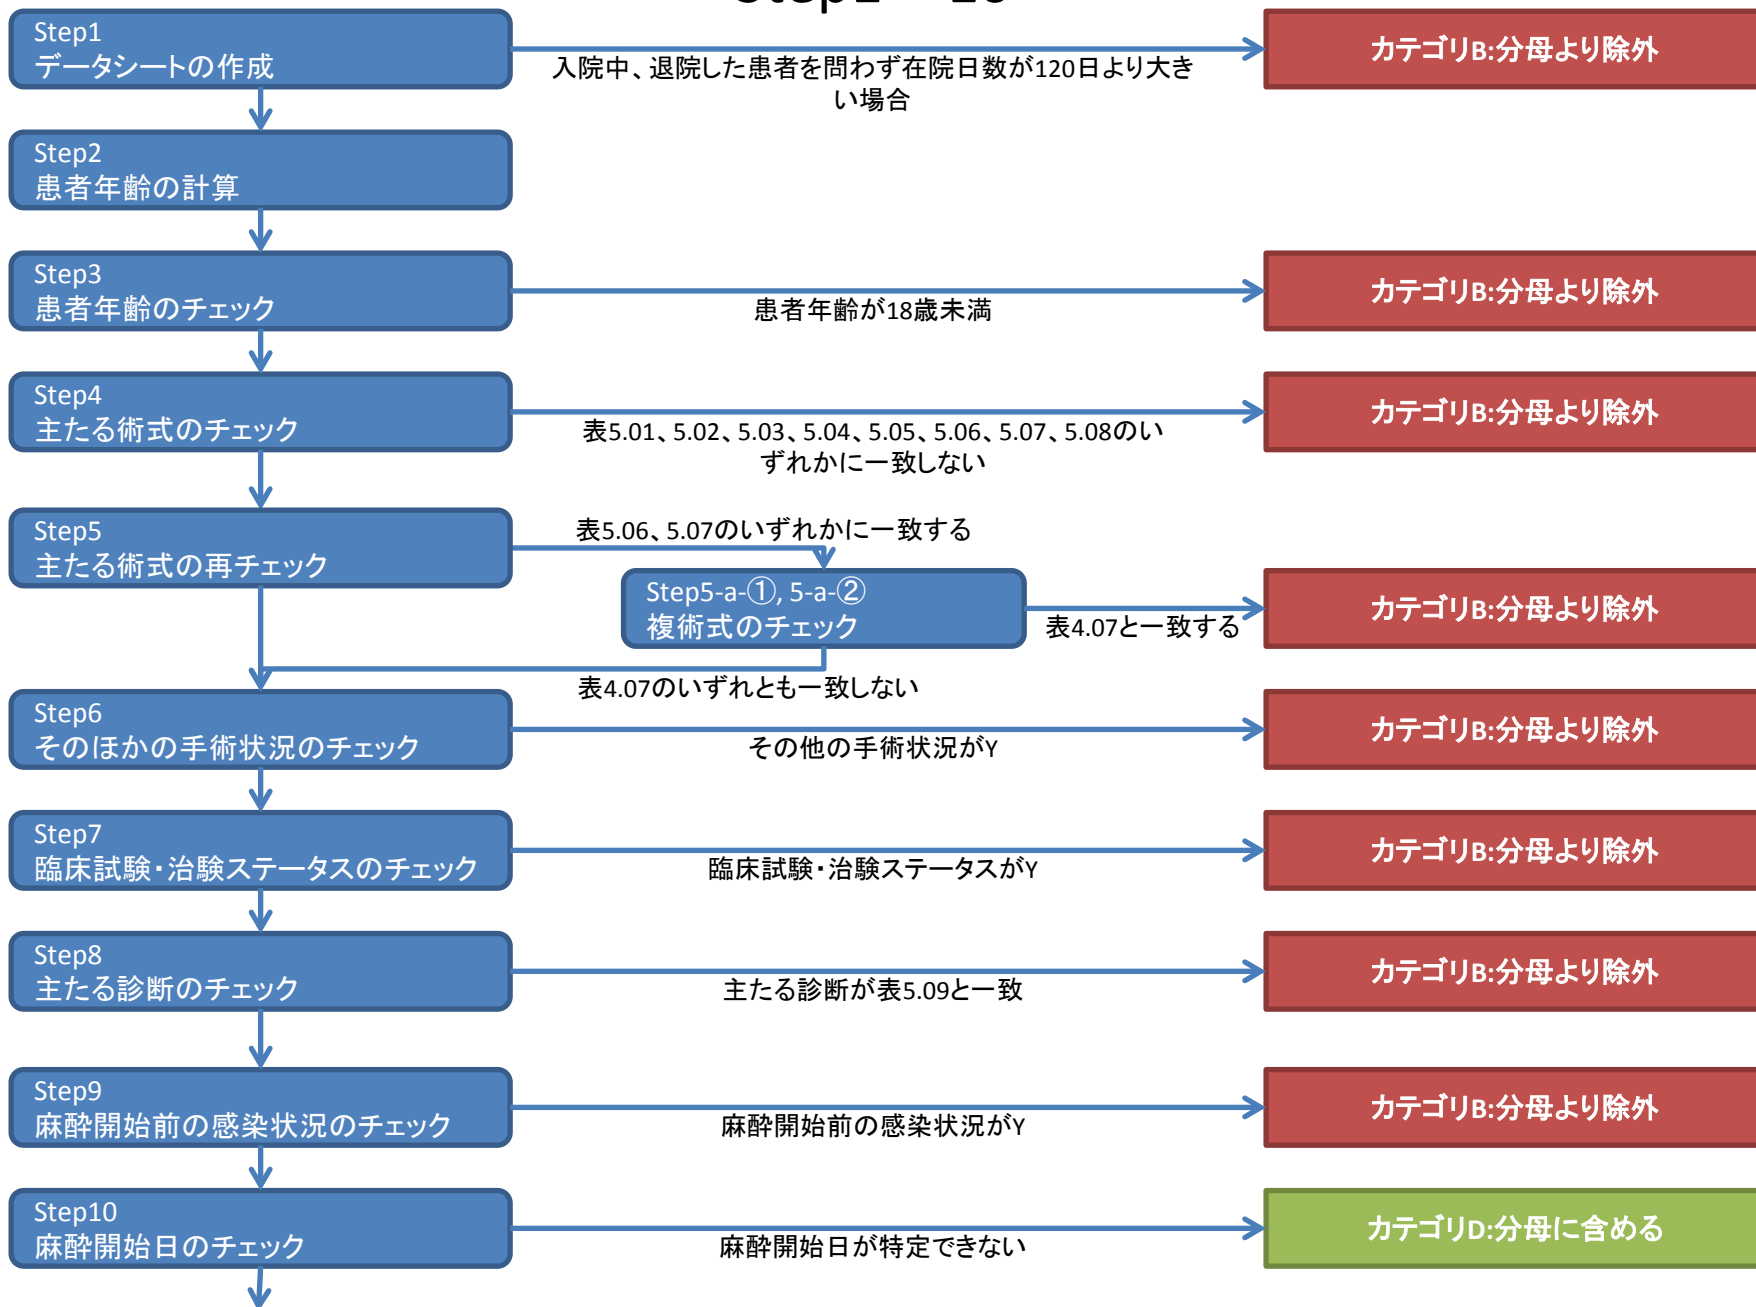 Step1
データシートの作成
入院中、退院した患者を問わず在院日数が120日より大き
い場合
カテゴリB:分母より除外
Step2
患者年齢の計算
Step3
患者年齢のチェック
患者年齢が18歳未満
カテゴリB:分母より除外
Step4
主たる術式のチェック
表5.01、5.02、5.03、5.04、5.05、5.06、5.07、5.08のい
ずれかに一致しない
カテゴリB:分母より除外
Step5
主たる術式の再チェック
表5.06、5.07のいずれかに一致する
Step5-a-①, 5-a-②
複術式のチェック
表4.07と一致する
カテゴリB:分母より除外
表4.07のいずれとも一致しない
Step6
そのほかの手術状況のチェック
その他の手術状況がY
カテゴリB:分母より除外
Step7
臨床試験・治験ステータスのチェック
臨床試験・治験ステータスがY
カテゴリB:分母より除外
Step8
主たる診断のチェック
主たる診断が表5.09と一致
カテゴリB:分母より除外
Step9
麻酔開始前の感染状況のチェック
麻酔開始前の感染状況がY
カテゴリB:分母より除外
Step10
麻酔開始日のチェック
麻酔開始日が特定できない
カテゴリD:分母に含める